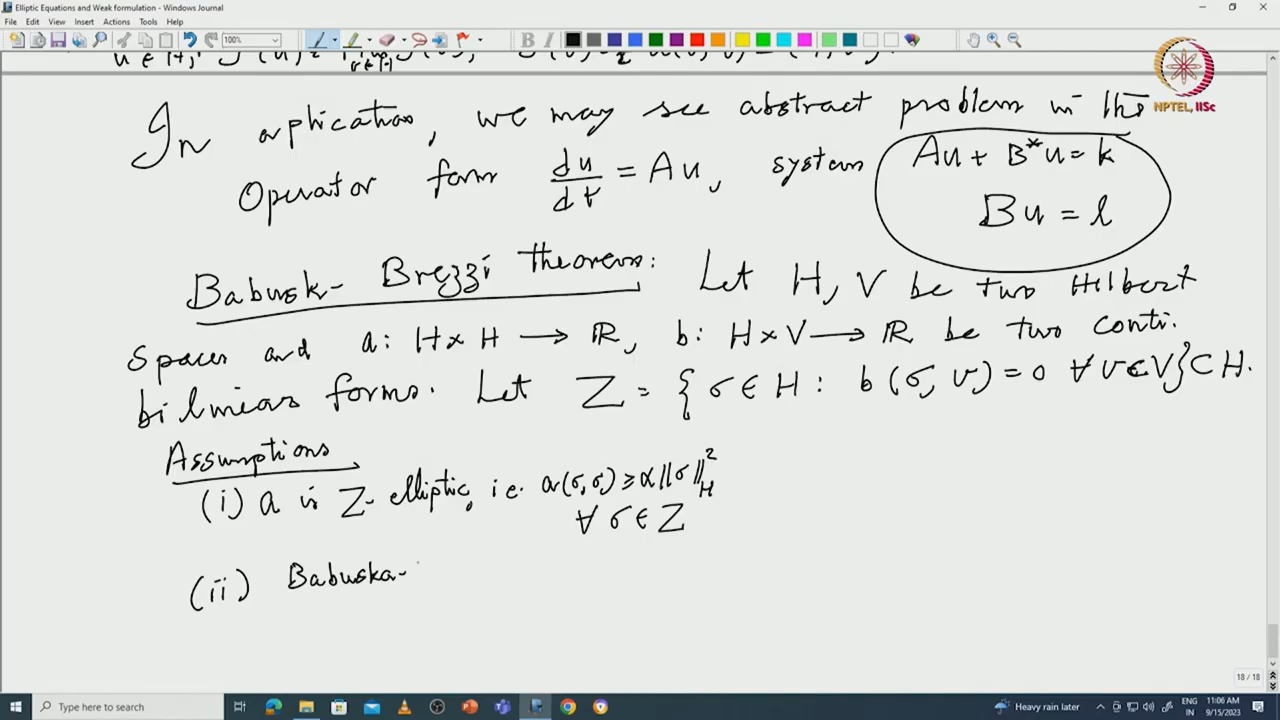 Elliptic Equations and Weak formulation - Windows Journal
File Edit View Insert Actions Tools Help
100%
NPTEL, IISc
In application, we may see abstract problem in the
Operator form du/dt = Au, system Au + B*u = k
Bu = l
Babusk- Brezzi Theorem: Let H, V be two Hilbert
spaces and a: H x H → ℝ, b: H x V → ℝ be two conti.
bilinear forms. Let Z = { σ ∈ H : b(σ, v) = 0 ∀ v ∈ V} ⊂ H.
Assumptions
(i) a is Z- elliptic, i.e. a(σ,σ) ≥ α ||σ||²_H
∀ σ ∈ Z
(ii) Babuska-
18 / 18
Type here to search
Heavy rain later
ENG
IN
11:06 AM
9/15/2023